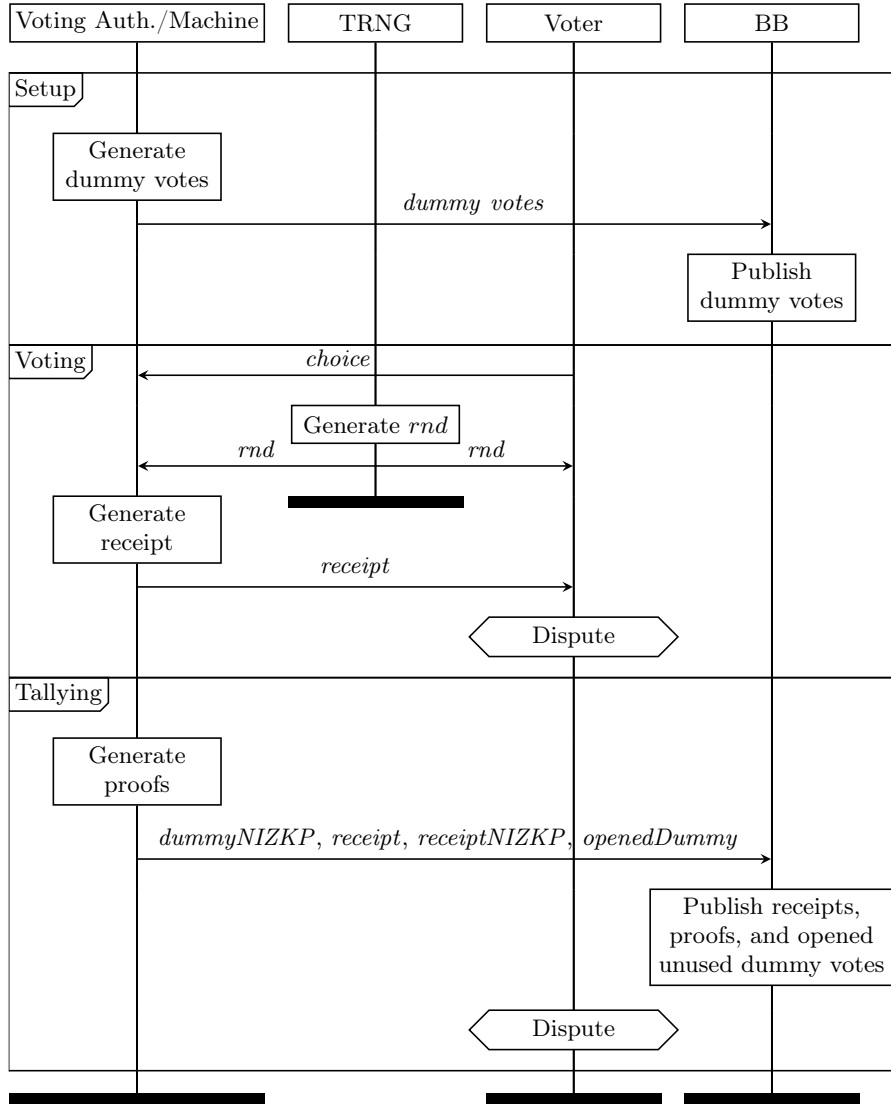 Voting Auth./Machine
TRNG
Voter
BB
Setup
Generate
dummy votes
dummy votes
Publish
dummy votes
Voting
choice
Generate rnd
rnd
rnd
Generate
receipt
receipt
Dispute
Tallying
Generate
proofs
dummyNIZKP, receipt, receiptNIZKP, openedDummy
Publish receipts,
proofs, and opened
unused dummy votes
Dispute